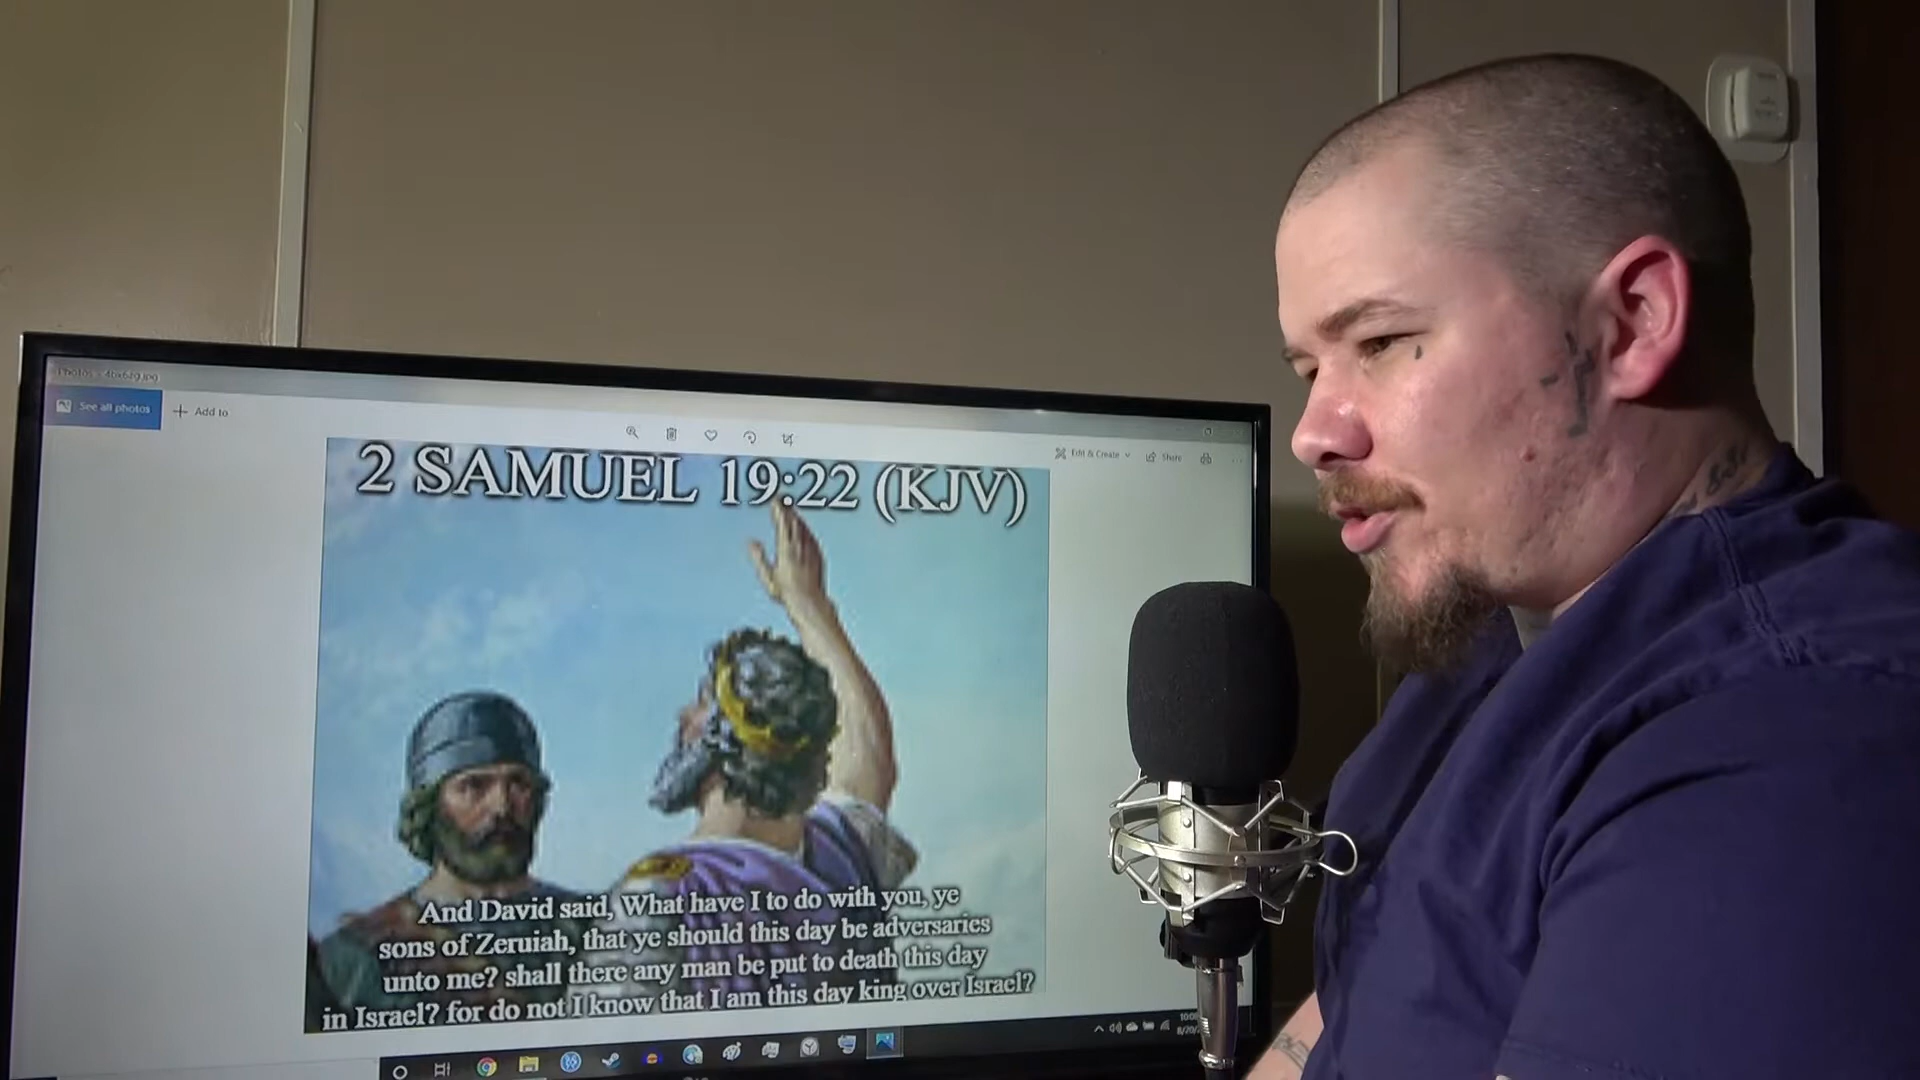 Photos - 4bx6z9.jpg
See all photos
Add to
Edit & Create
Share
2 SAMUEL 19:22 (KJV)
And David said, What have I to do with you, ye
sons of Zeruiah, that ye should this day be adversaries
unto me? shall there any man be put to death this day
in Israel? for do not I know that I am this day king over Israel?